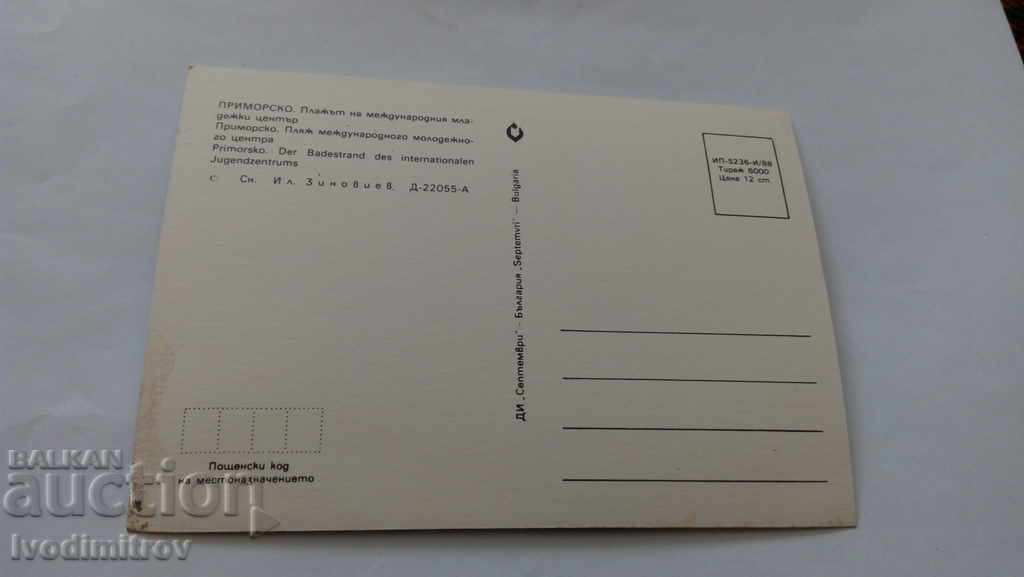 ПРИМОРСКО. Плажът на международния мла-
дежки център
Приморско. Пляж международного молодежно-
го центра
Primorsko. Der Badestrand des internationalen
Jugendzentrums
С Сн. Ил. Зиновиев, Д-22055-А
ДИ „Септември" — България „Septemvri" — Bulgaria
ИП-5236-И/88
Тираж 6000
Цена 12 ст.
Пощенски код
на местоназначението
BALKAN
auction
Ivodimitrov